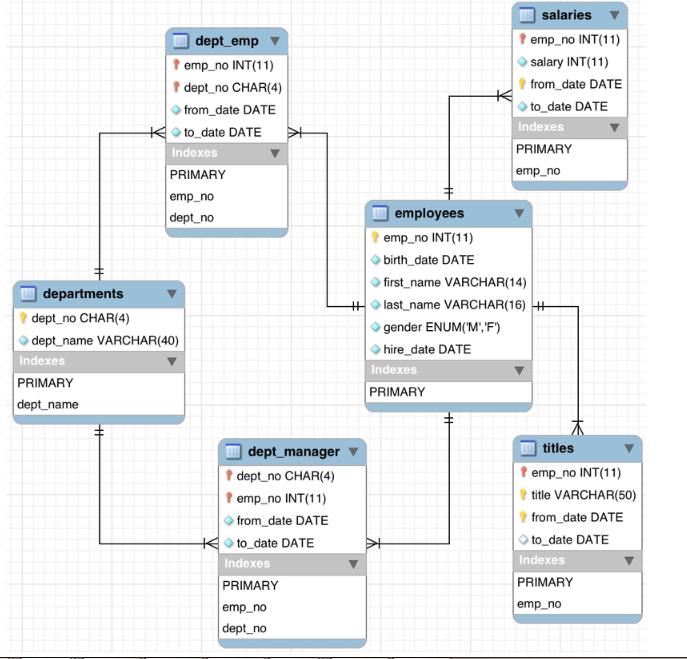 dept_emp
emp_no INT(11)
dept_no CHAR(4)
from_date DATE
to_date DATE
Indexes
PRIMARY
emp_no
dept_no
salaries
emp_no INT(11)
salary INT(11)
from_date DATE
to_date DATE
Indexes
PRIMARY
emp_no
employees
emp_no INT(11)
birth_date DATE
first_name VARCHAR(14)
last_name VARCHAR(16)
gender ENUM('M','F')
hire_date DATE
Indexes
PRIMARY
departments
dept_no CHAR(4)
dept_name VARCHAR(40)
Indexes
PRIMARY
dept_name
dept_manager
dept_no CHAR(4)
emp_no INT(11)
from_date DATE
to_date DATE
Indexes
PRIMARY
emp_no
dept_no
titles
emp_no INT(11)
title VARCHAR(50)
from_date DATE
to_date DATE
Indexes
PRIMARY
emp_no